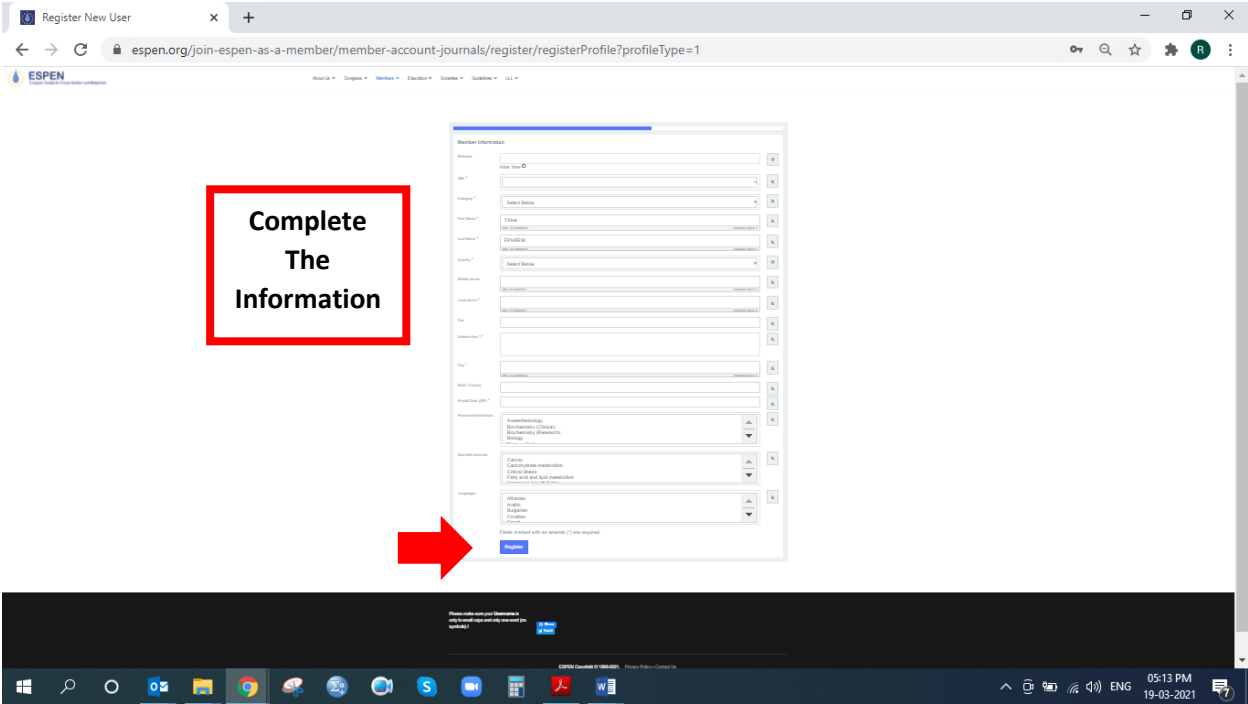 Register New User
espen.org/join-espen-as-a-member/member-account-journals/register/registerProfile?profileType=1
R
ESPEN
About Us Congress Members Education Societies Guidelines LLL
Member Information
Hide Year
Title *
Category * Select Below
First Name * Chloe
Last Name * EPHREM
Country * Select Below
Mobile phone
Local phone *
Fax
Address line 1 *
City *
State / County
Postal Code (ZIP) *
Professional Activities
Anaesthesiology
Biochemistry (Clinical)
Biochemistry (Research)
Biology
Scientific Interests
Cancer
Carbohydrate metabolism
Critical illness
Fatty acid and lipid metabolism
Languages
Albanian
Arabic
Bulgarian
Croatian
Fields marked with an asterisk (*) are required.
Register
Complete
The
Information
Please make sure your Username is
only in small caps and only one word (no
symbols) !
Share
Tweet
ESPEN Copyright © 1980-2021. Privacy Policy • Contact Us
ENG
05:13 PM
19-03-2021
7